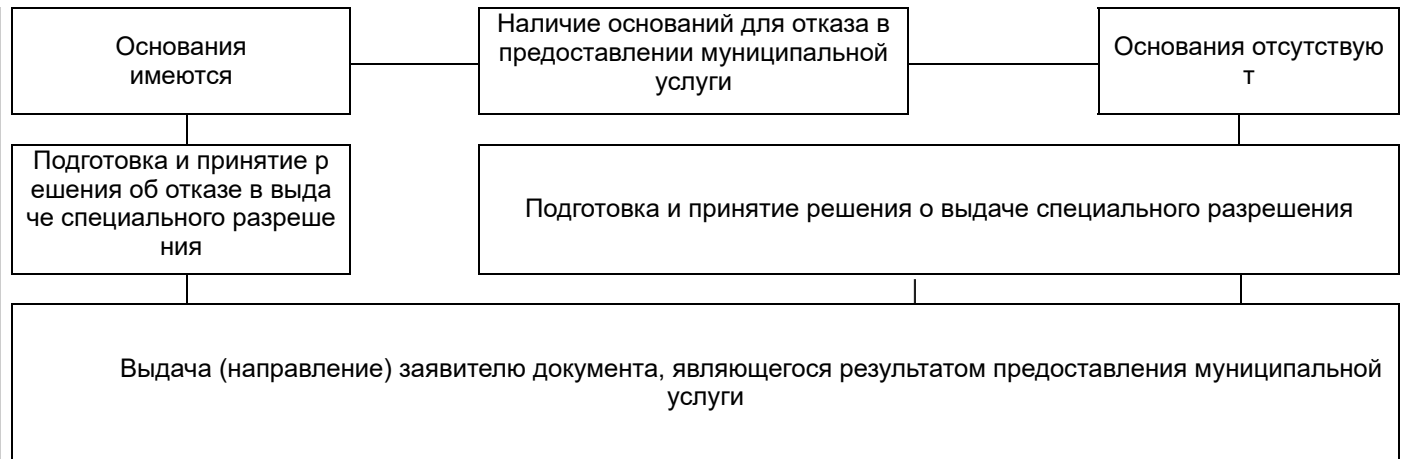 Основания
имеются
Наличие оснований для отказа в
предоставлении муниципальной
услуги
Основания отсутствую
т
Подготовка и принятие р
ешения об отказе в выда
че специального разреше
ния
Подготовка и принятие решения о выдаче специального разрешения
Выдача (направление) заявителю документа, являющегося результатом предоставления муниципальной
услуги